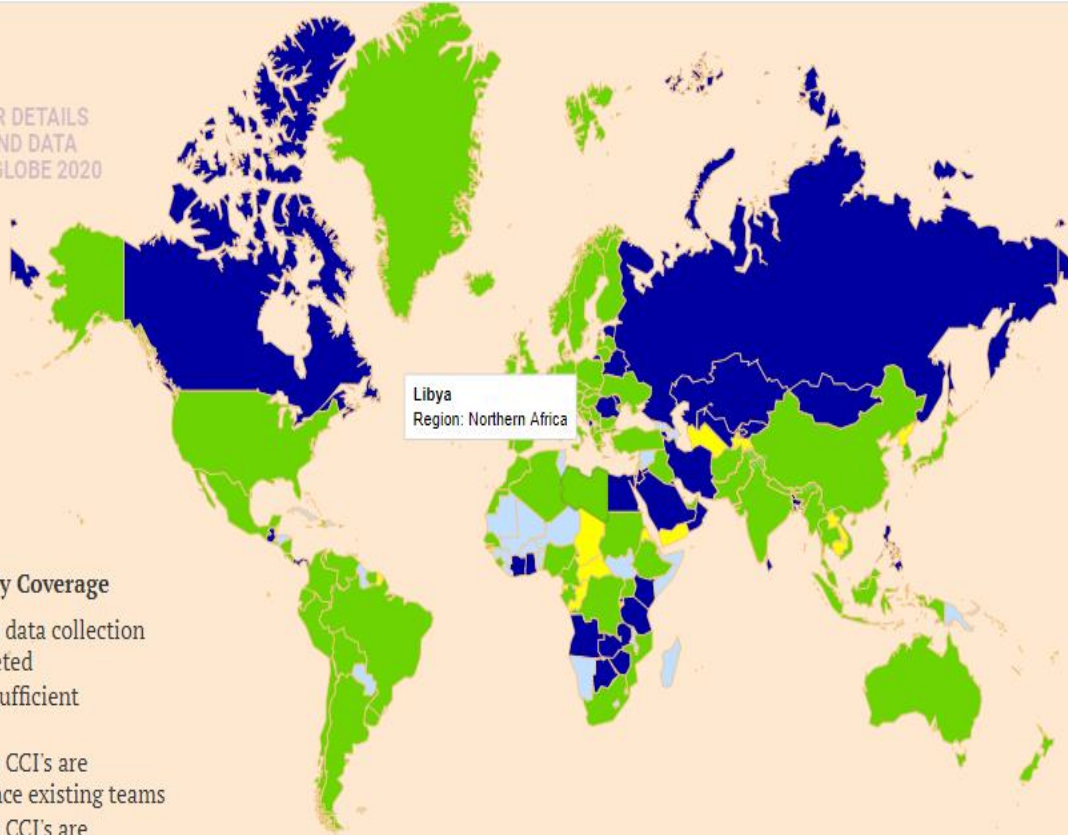 R DETAILS
ND DATA
GLOBE 2020
Libya
Region: Northern Africa
y Coverage
data collection
eted
ufficient
CCI's are
nce existing teams
CCI's are